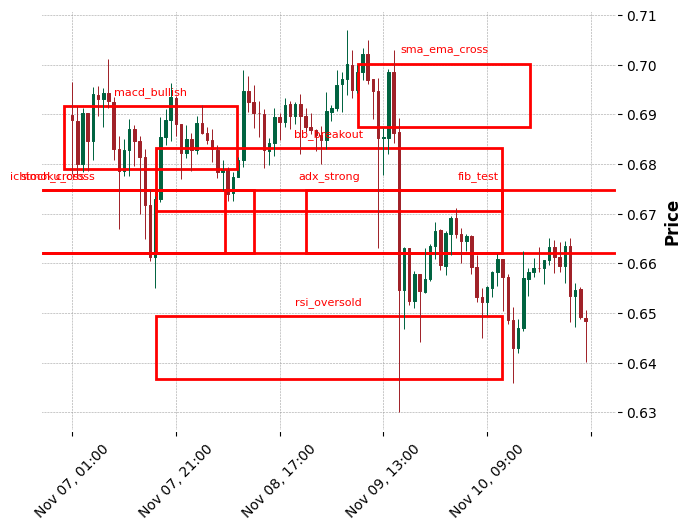 0.71
sma_ema_cross
0.70
macd_bullish
0.69
bb_breakout
0.68
adx_strong
fib_test
0.67
Price
0.66
rsi_oversold
0.65
0.64
0.63
Nov 07, 01:00
Nov 07, 21:00
Nov 08, 17:00
Nov 09, 13:00
Nov 10, 09:00